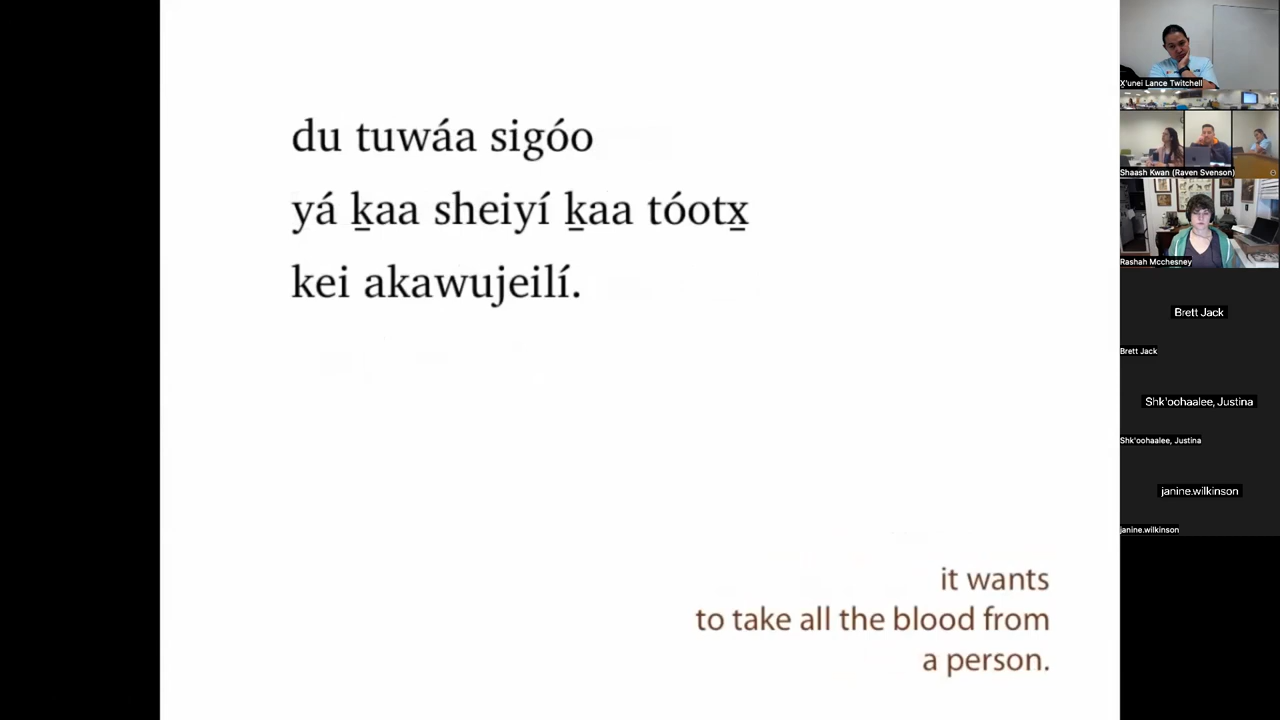 du tuwáa sigóo
yá ḵaa sheiyí ḵaa tóotx̱
kei akawujeilí.
it wants
to take all the blood from
a person.
X̱'unei Lance Twitchell
Shaash Kwan (Raven Svenson)
Rashah Mcchesney
Brett Jack
Brett Jack
Shk'oohaalee, Justina
Shk'oohaalee, Justina
janine.wilkinson
janine.wilkinson